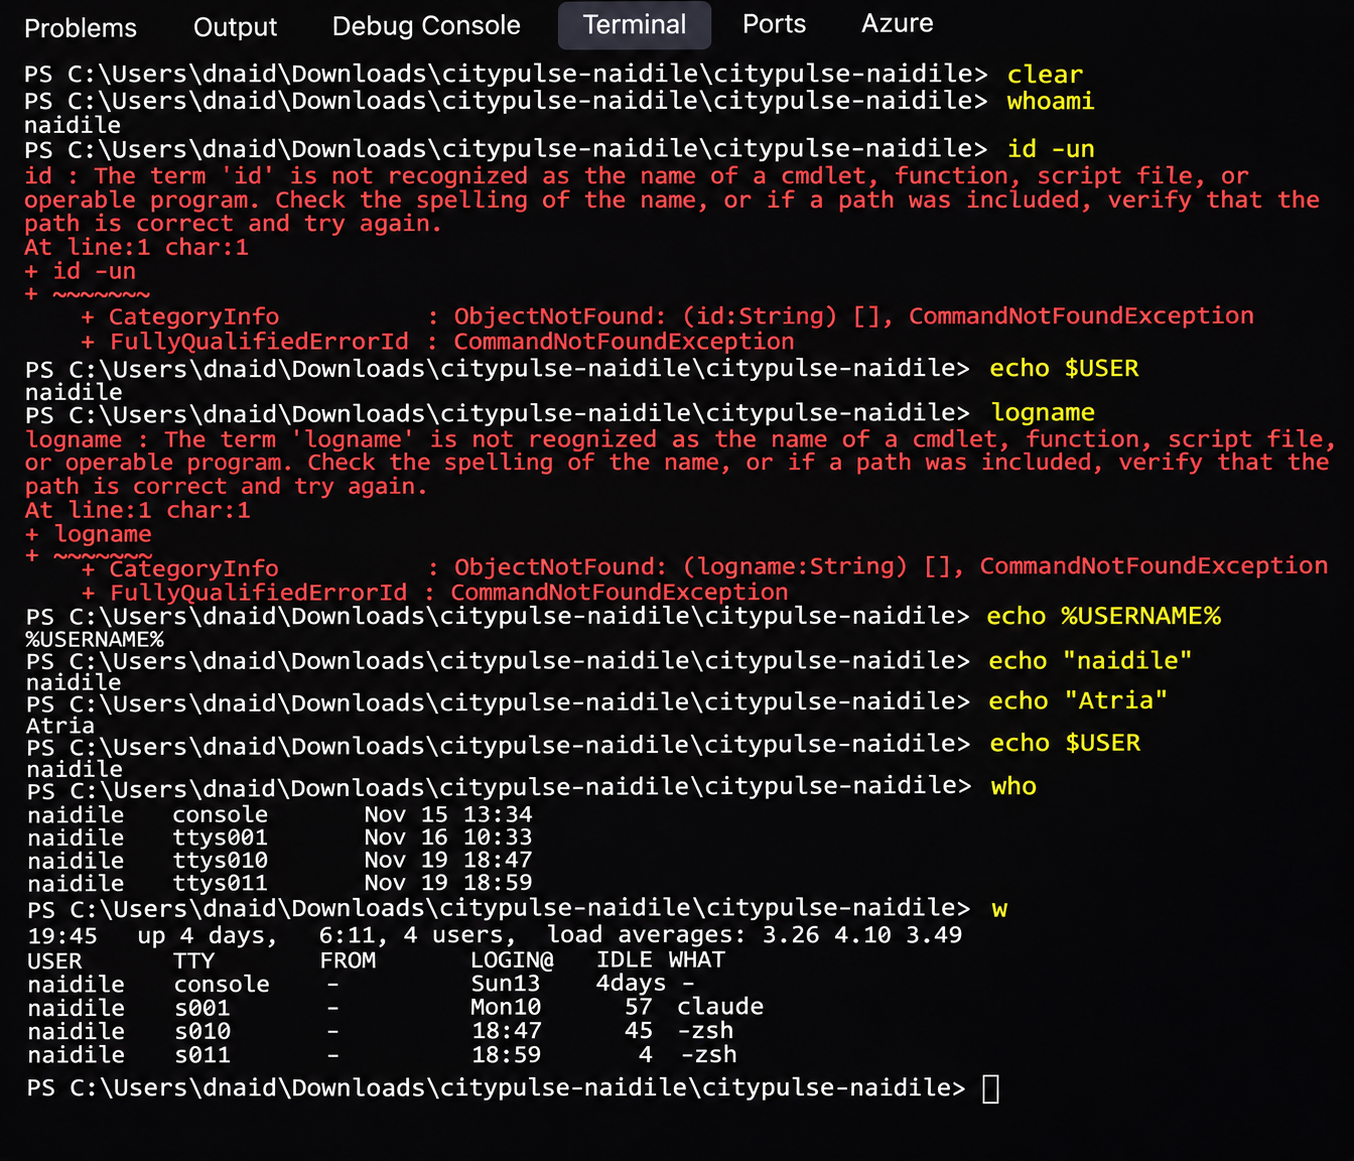 Problems Output Debug Console Terminal Ports Azure
PS C:\Users\dnaid\Downloads\citypulse-naidile\citypulse-naidile> clear
PS C:\Users\dnaid\Downloads\citypulse-naidile\citypulse-naidile> whoami
naidile
PS C:\Users\dnaid\Downloads\citypulse-naidile\citypulse-naidile> id -un
id : The term 'id' is not recognized as the name of a cmdlet, function, script file, or
operable program. Check the spelling of the name, or if a path was included, verify that the
path is correct and try again.
At line:1 char:1
+ id -un
+ ~~~~~~~
    + CategoryInfo          : ObjectNotFound: (id:String) [], CommandNotFoundException
    + FullyQualifiedErrorId : CommandNotFoundException
PS C:\Users\dnaid\Downloads\citypulse-naidile\citypulse-naidile> echo $USER
naidile
PS C:\Users\dnaid\Downloads\citypulse-naidile\citypulse-naidile> logname
logname : The term 'logname' is not reognized as the name of a cmdlet, function, script file,
or operable program. Check the spelling of the name, or if a path was included, verify that the
path is correct and try again.
At line:1 char:1
+ logname
+ ~~~~~~~
    + CategoryInfo          : ObjectNotFound: (logname:String) [], CommandNotFoundException
    + FullyQualifiedErrorId : CommandNotFoundException
PS C:\Users\dnaid\Downloads\citypulse-naidile\citypulse-naidile> echo %USERNAME%
%USERNAME%
PS C:\Users\dnaid\Downloads\citypulse-naidile\citypulse-naidile> echo "naidile"
naidile
PS C:\Users\dnaid\Downloads\citypulse-naidile\citypulse-naidile> echo "Atria"
Atria
PS C:\Users\dnaid\Downloads\citypulse-naidile\citypulse-naidile> echo $USER
naidile
PS C:\Users\dnaid\Downloads\citypulse-naidile\citypulse-naidile> who
naidile   console       Nov 15 13:34
naidile   ttys001       Nov 16 10:33
naidile   ttys010       Nov 19 18:47
naidile   ttys011       Nov 19 18:59
PS C:\Users\dnaid\Downloads\citypulse-naidile\citypulse-naidile> w
19:45   up 4 days,   6:11, 4 users,  load averages: 3.26 4.10 3.49
USER      TTY       FROM       LOGIN@   IDLE WHAT
naidile   console    -         Sun13    4days -
naidile   s001       -         Mon10      57  claude
naidile   s010       -         18:47      45  -zsh
naidile   s011       -         18:59       4  -zsh
PS C:\Users\dnaid\Downloads\citypulse-naidile\citypulse-naidile>